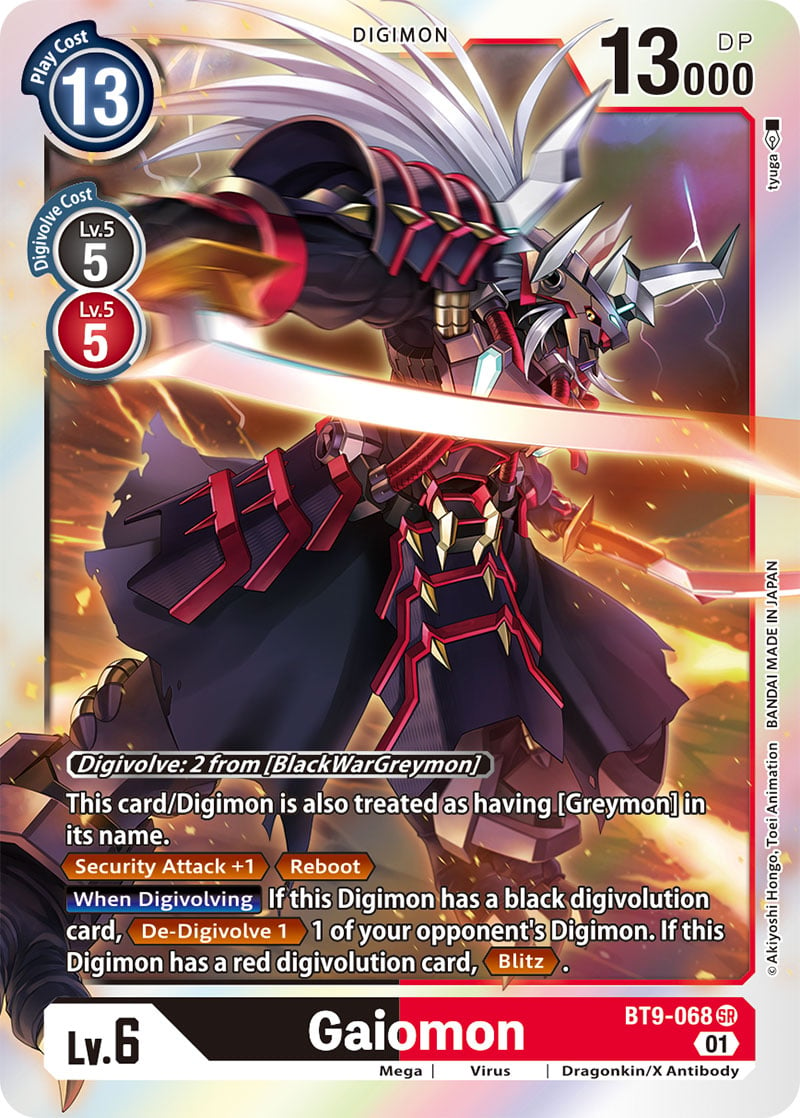 DIGIMON
Play Cost
13
13000
DP
Digivolve Cost
Lv.5
5
Lv.5
5
tyuga
Digivolve: 2 from [BlackWarGreymon]
This card/Digimon is also treated as having [Greymon] in
its name.
Security Attack +1 Reboot
When Digivolving If this Digimon has a black digivolution
card, De-Digivolve 1 1 of your opponent's Digimon. If this
Digimon has a red digivolution card, Blitz .
© Akiyoshi Hongo, Toei Animation BANDAI MADE IN JAPAN
Lv.6
Gaiomon
BT9-068 SR
01
Mega | Virus | Dragonkin/X Antibody